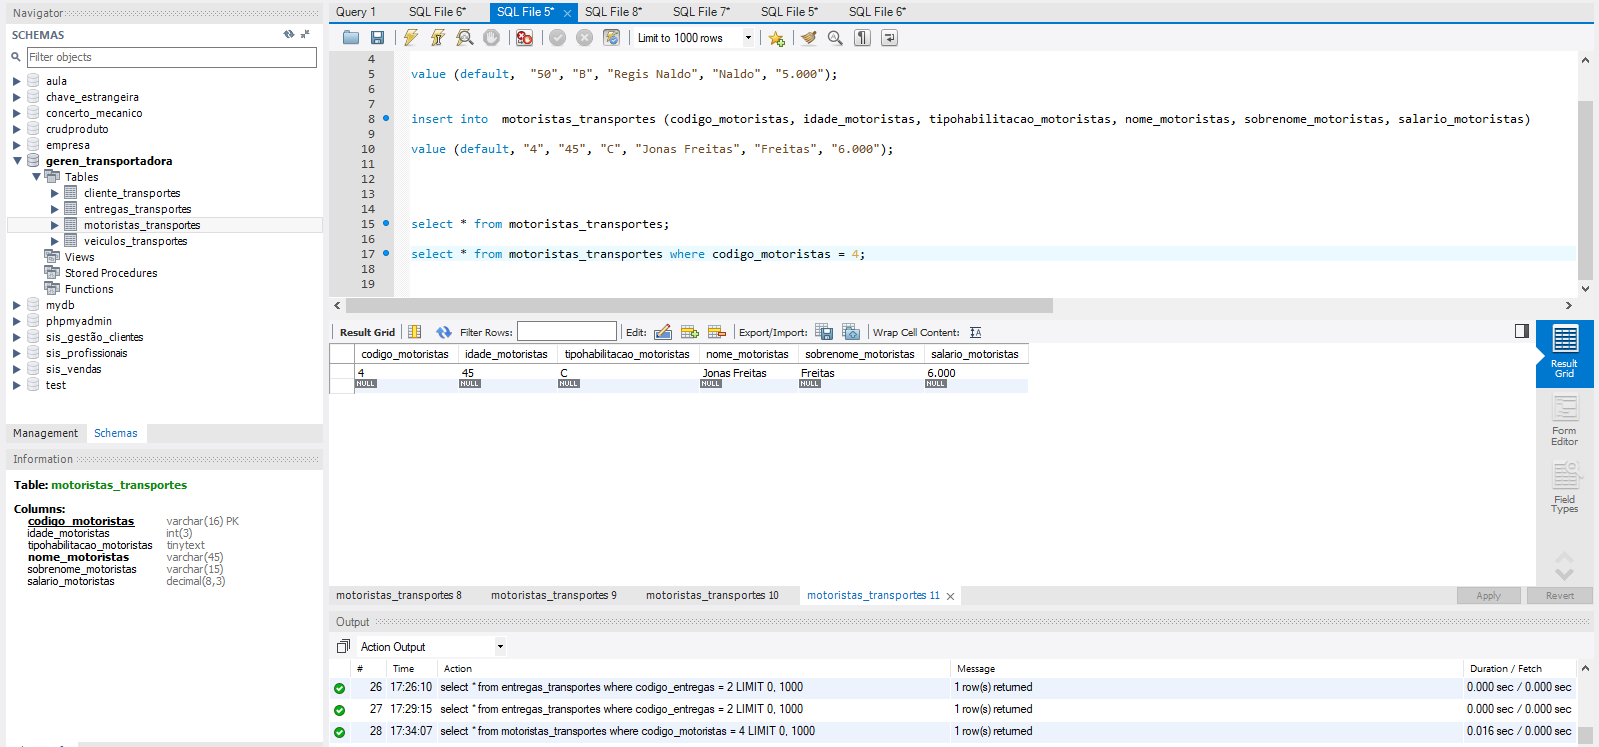 Navigator
SCHEMAS
Filter objects
aula
chave_estrangeira
concerto_mecanico
crudproduto
empresa
geren_transportadora
Tables
cliente_transportes
entregas_transportes
motoristas_transportes
veiculos_transportes
Views
Stored Procedures
Functions
mydb
phpmyadmin
sis_gestão_clientes
sis_profissionais
sis_vendas
test
Management Schemas
Information
Table: motoristas_transportes
Columns:
codigo_motoristas varchar(16) PK
idade_motoristas int(3)
tipohabilitacao_motoristas tinytext
nome_motoristas varchar(45)
sobrenome_motoristas varchar(15)
salario_motoristas decimal(8,3)
Query 1 SQL File 6* SQL File 5* SQL File 8* SQL File 7* SQL File 5* SQL File 6*
Limit to 1000 rows
4
5 value (default, "50", "B", "Regis Naldo", "Naldo", "5.000");
6
7
8 insert into motoristas_transportes (codigo_motoristas, idade_motoristas, tipohabilitacao_motoristas, nome_motoristas, sobrenome_motoristas, salario_motoristas)
9
10 value (default, "4", "45", "C", "Jonas Freitas", "Freitas", "6.000");
11
12
13
14
15 select * from motoristas_transportes;
16
17 select * from motoristas_transportes where codigo_motoristas = 4;
18
19
Result Grid Filter Rows: Edit: Export/Import: Wrap Cell Content: IA
codigo_motoristas idade_motoristas tipohabilitacao_motoristas nome_motoristas sobrenome_motoristas salario_motoristas
4 45 C Jonas Freitas Freitas 6.000
NULL NULL NULL NULL NULL NULL
Result
Grid
Form
Editor
Field
Types
motoristas_transportes 8 motoristas_transportes 9 motoristas_transportes 10 motoristas_transportes 11 Apply Revert
Output
Action Output
# Time Action Message Duration / Fetch
26 17:26:10 select * from entregas_transportes where codigo_entregas = 2 LIMIT 0, 1000 1 row(s) returned 0.000 sec / 0.000 sec
27 17:29:15 select * from entregas_transportes where codigo_entregas = 2 LIMIT 0, 1000 1 row(s) returned 0.000 sec / 0.000 sec
28 17:34:07 select * from motoristas_transportes where codigo_motoristas = 4 LIMIT 0, 1000 1 row(s) returned 0.016 sec / 0.000 sec